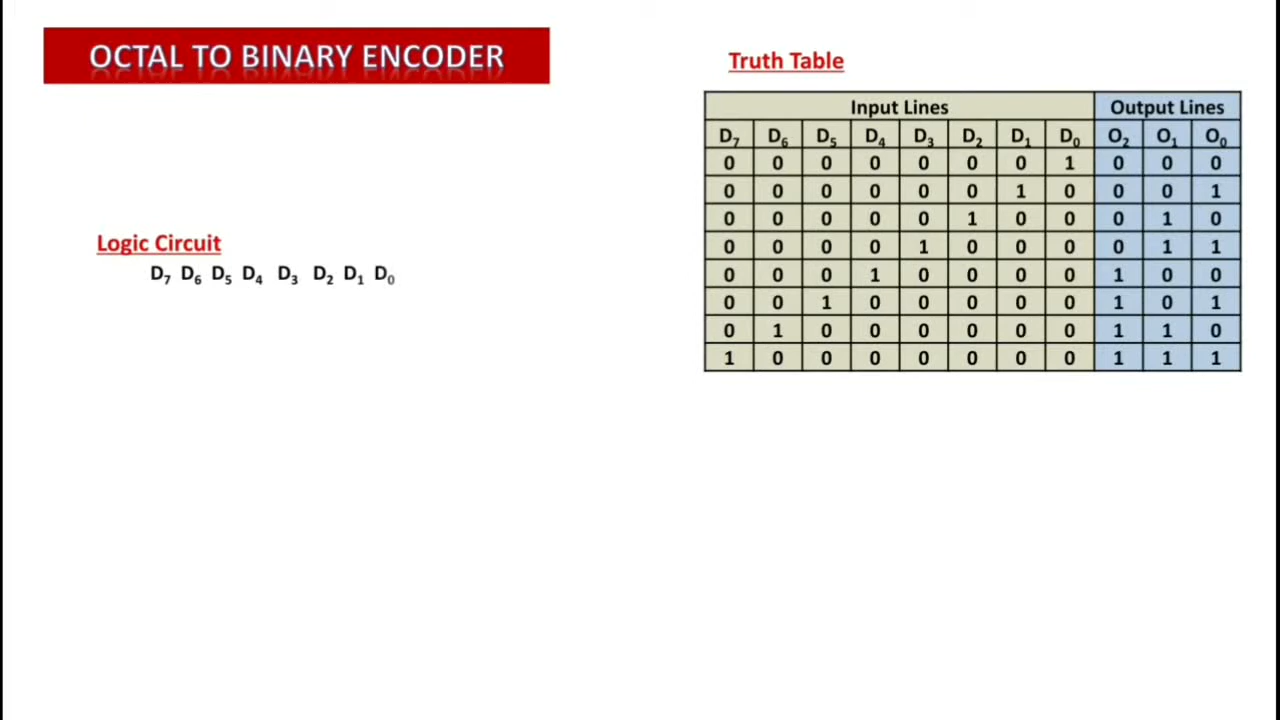 OCTAL TO BINARY ENCODER
Logic Circuit
D₇ D₆ D₅ D₄ D₃ D₂ D₁ D₀
Truth Table
Input Lines Output Lines
D₇ D₆ D₅ D₄ D₃ D₂ D₁ D₀ O₂ O₁ O₀
0 0 0 0 0 0 0 1 0 0 0
0 0 0 0 0 0 1 0 0 0 1
0 0 0 0 0 1 0 0 0 1 0
0 0 0 0 1 0 0 0 0 1 1
0 0 0 1 0 0 0 0 1 0 0
0 0 1 0 0 0 0 0 1 0 1
0 1 0 0 0 0 0 0 1 1 0
1 0 0 0 0 0 0 0 1 1 1